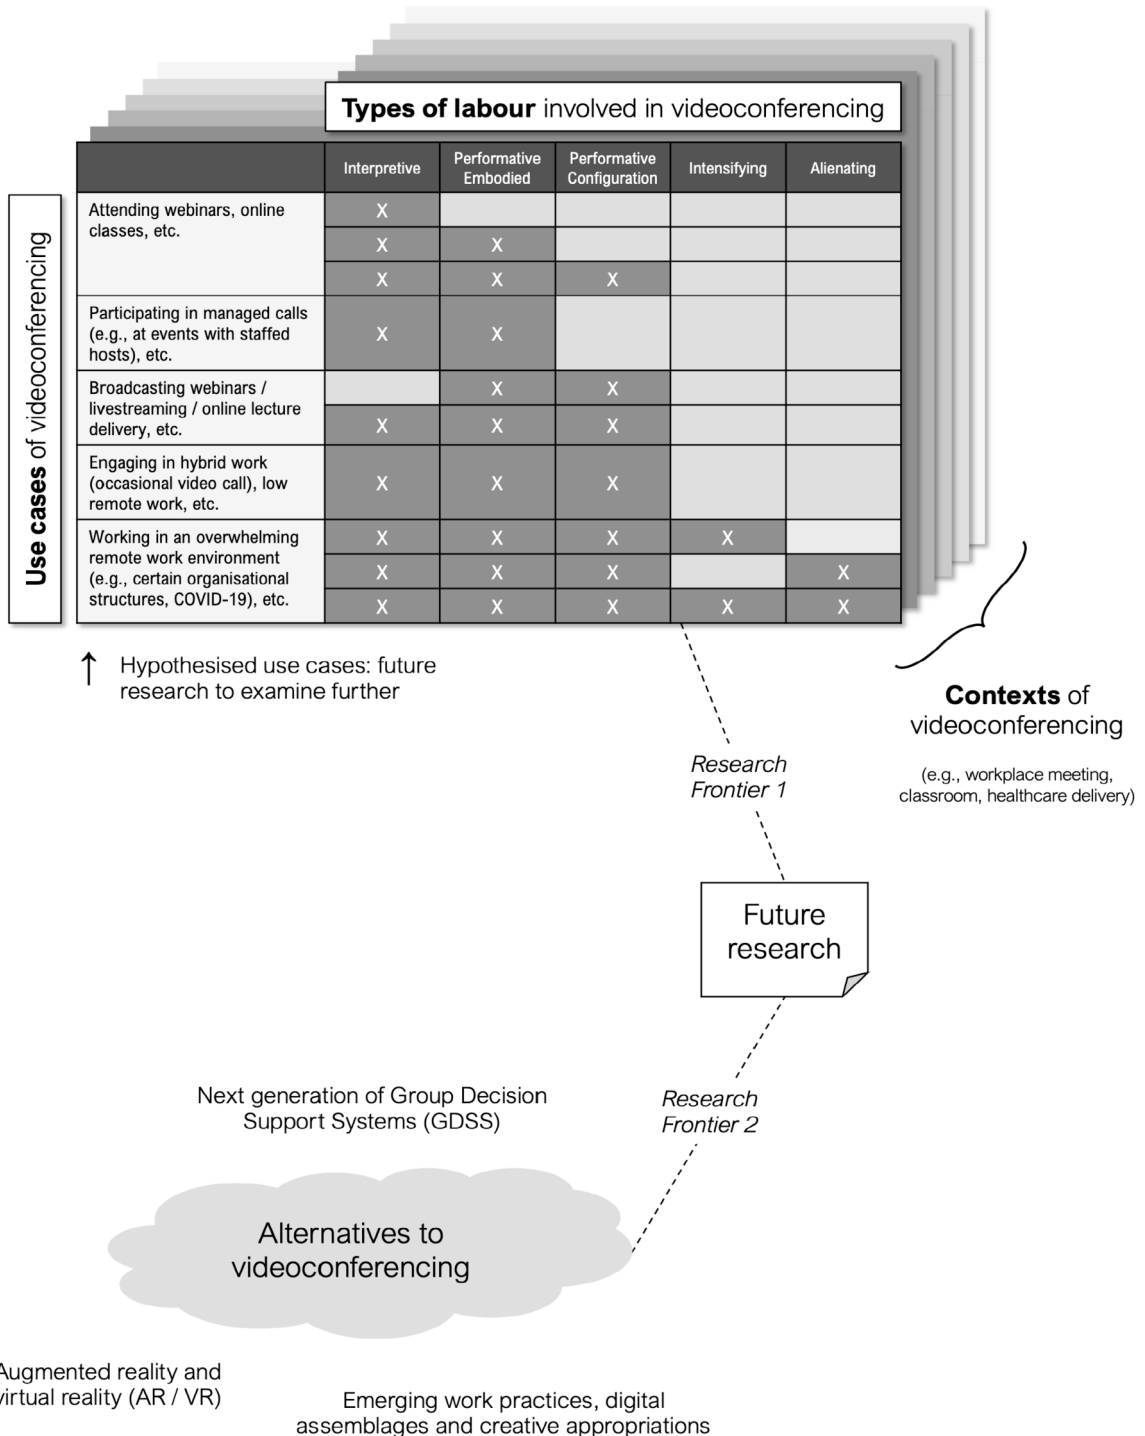 Types of labour involved in videoconferencing
Interpretive
Performative
Embodied
Performative
Configuration
Intensifying
Alienating
Use cases of videoconferencing
Attending webinars, online
classes, etc.
X
X X
X X X
Participating in managed calls
(e.g., at events with staffed
hosts), etc.
X X
Broadcasting webinars /
livestreaming / online lecture
delivery, etc.
X X
X X X
Engaging in hybrid work
(occasional video call), low
remote work, etc.
X X X
Working in an overwhelming
remote work environment
(e.g., certain organisational
structures, COVID-19), etc.
X X X X
X X X X
X X X X X
↑ Hypothesised use cases: future
research to examine further
Contexts of
videoconferencing
(e.g., workplace meeting,
classroom, healthcare delivery)
Research
Frontier 1
Future
research
Research
Frontier 2
Next generation of Group Decision
Support Systems (GDSS)
Alternatives to
videoconferencing
Augmented reality and
virtual reality (AR / VR)
Emerging work practices, digital
assemblages and creative appropriations